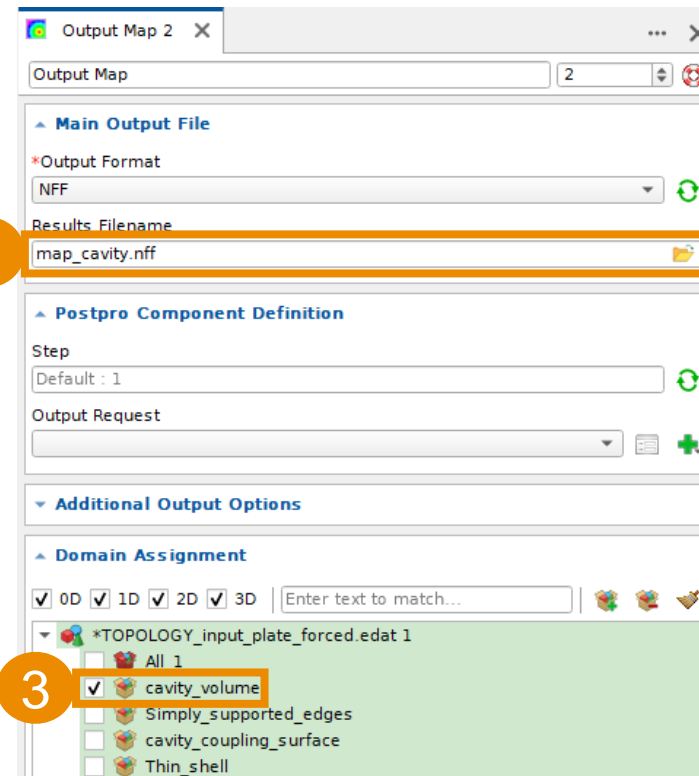 Output Map 2
Output Map 2
Main Output File
*Output Format
NFF
Results Filename
map_cavity.nff
Postpro Component Definition
Step
Default : 1
Output Request
Additional Output Options
Domain Assignment
0D 1D 2D 3D Enter text to match...
*TOPOLOGY_input_plate_forced.edat 1
All 1
3 cavity_volume
Simply_supported_edges
cavity_coupling_surface
Thin_shell